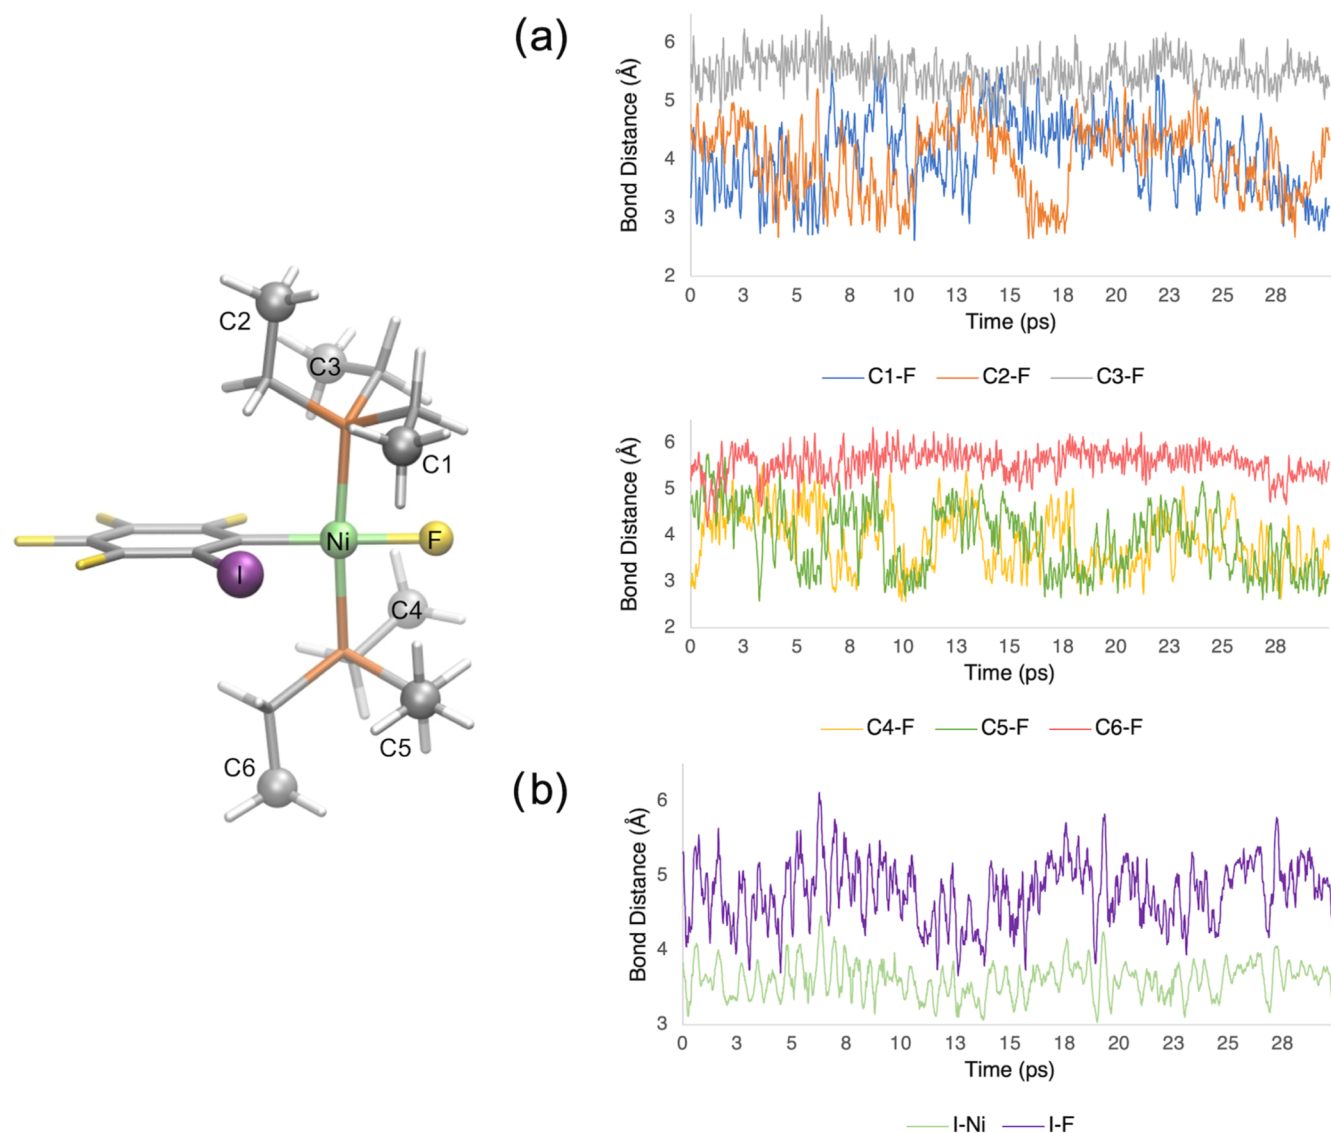 (a)
Bond Distance (Å)
6
5
4
3
2
0 3 5 8 10 13 15 18 20 23 25 28
Time (ps)
C1-F C2-F C3-F
C2
C3
C1
Ni
F
I
C4
C5
C6
Bond Distance (Å)
6
5
4
3
2
0 3 5 8 10 13 15 18 20 23 25 28
Time (ps)
C4-F C5-F C6-F
(b)
Bond Distance (Å)
6
5
4
3
0 3 5 8 10 13 15 18 20 23 25 28
Time (ps)
I-Ni I-F